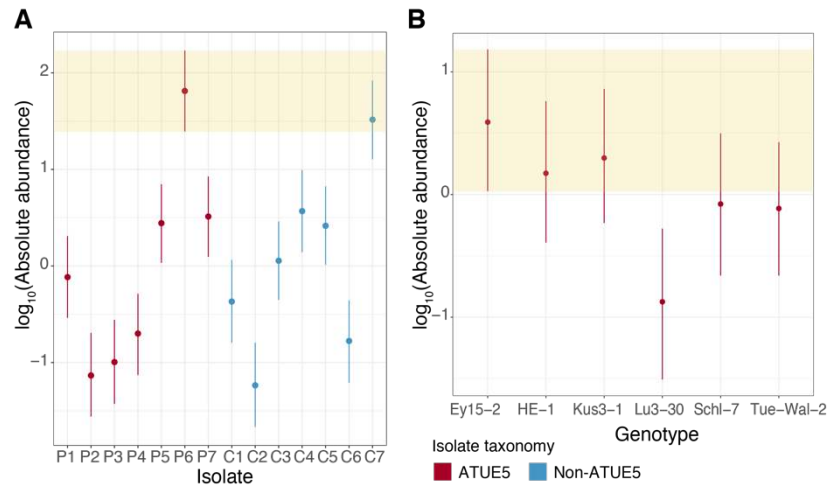 A
log10(Absolute abundance)
2
1
0
−1
P1 P2 P3 P4 P5 P6 P7 C1 C2 C3 C4 C5 C6 C7
Isolate
B
log10(Absolute abundance)
1
0
−1
Ey15−2 HE−1 Kus3−1 Lu3−30 Schl−7 Tue−Wal−2
Genotype
Isolate taxonomy
ATUE5 Non−ATUE5